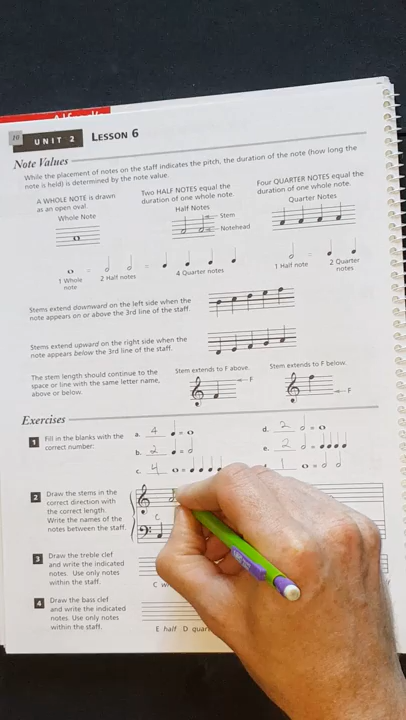 Alfred's
10 UNIT 2 LESSON 6
Note Values
While the placement of notes on the staff indicates the pitch, the duration of the note (how long the
note is held) is determined by the note value.
A WHOLE NOTE is drawn
as an open oval.
Whole Note
Two HALF NOTES equal the
duration of one whole note.
Half Notes
Stem
Notehead
Four QUARTER NOTES equal the
duration of one whole note.
Quarter Notes
1 Whole
note
=
2 Half notes
=
4 Quarter notes
1 Half note
=
2 Quarter
notes
Stems extend downward on the left side when the
note appears on or above the 3rd line of the staff.
Stems extend upward on the right side when the
note appears below the 3rd line of the staff.
The stem length should continue to the
space or line with the same letter name,
above or below.
Stem extends to F above.
F
Stem extends to F below.
F
Exercises
1 Fill in the blanks with the
correct number:
a. 4 =
b. 2 =
c. 4 =
d. 2 =
e. 2 =
1 =
2 Draw the stems in the
correct direction with
the correct length.
Write the names of the
notes between the staff.
C
3 Draw the treble clef
and write the indicated
notes. Use only notes
within the staff.
C
4 Draw the bass clef
and write the indicated
notes. Use only notes
within the staff.
E half D